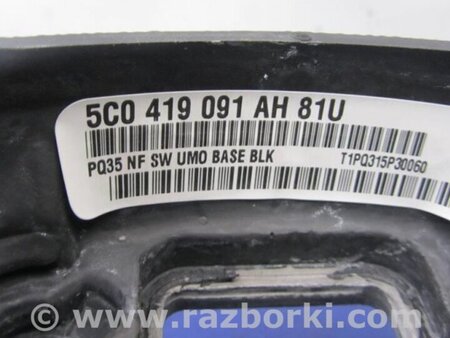 5C0 419 091 AH 81U
PQ35 NF SW UMO BASE BLK T1PQ315P30060
www.razborki.com